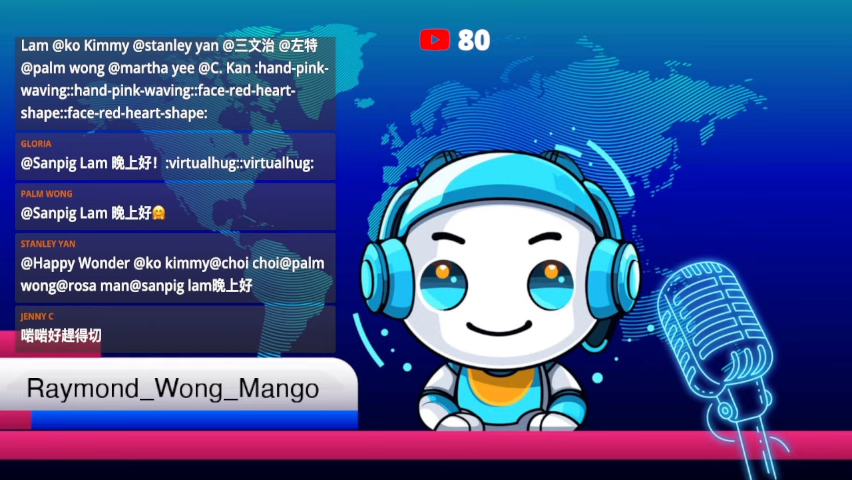 Lam @ko Kimmy @stanley yan @三文治 @左特
@palm wong @martha yee @C. Kan :hand-pink-
waving::hand-pink-waving::face-red-heart-
shape::face-red-heart-shape:
GLORIA
@Sanpig Lam 晚上好！:virtualhug::virtualhug:
PALM WONG
@Sanpig Lam 晚上好🤗
STANLEY YAN
@Happy Wonder @ko kimmy@choi choi@palm
wong@rosa man@sanpig lam晚上好
JENNY C
啱啱好趕得切
Raymond_Wong_Mango
80